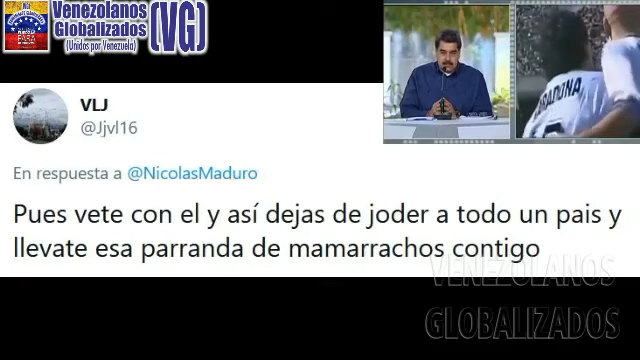 Venezolanos
Globalizados
(Unidos por Venezuela)
(VG)
VLJ
@Jjvl16
En respuesta a @NicolasMaduro
Pues vete con el y así dejas de joder a todo un pais y
llevate esa parranda de mamarrachos contigo
VENEZOLANOS
GLOBALIZADOS